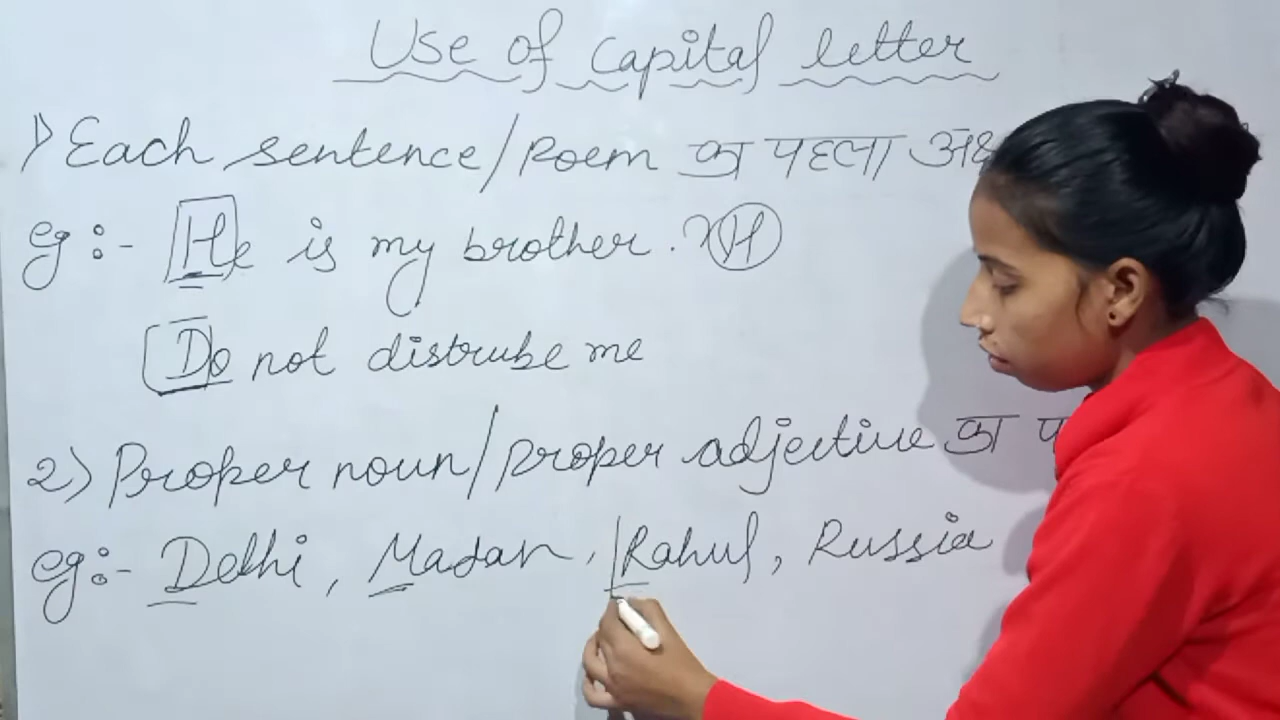 Use of Capital letter
1) Each sentence/Poem का पहला
eg:- He is my brother. H
Do not distrube me
2) Proper noun/proper adjective का
eg:- Delhi, Madan, Rahul, Russia